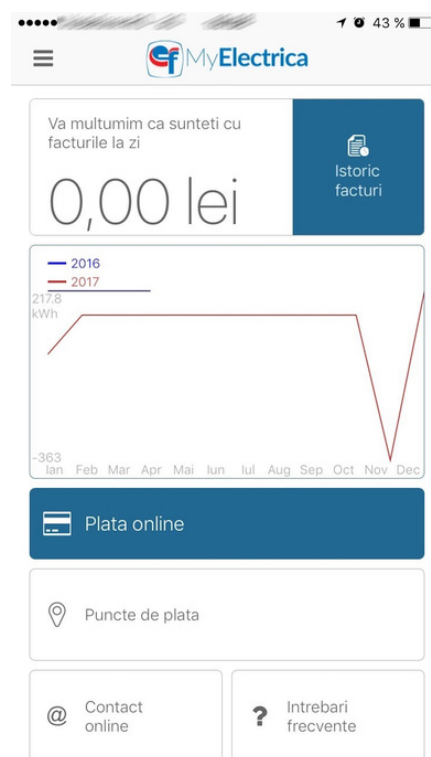 43 %
MyElectrica
Va multumim ca sunteti cu
facturile la zi
0,00 lei
Istoric
facturi
2016
2017
217.8
kWh
-363
Ian Feb Mar Apr Mai Iun Iul Aug Sep Oct Nov Dec
Plata online
Puncte de plata
@ Contact
online
? Intrebari
frecvente